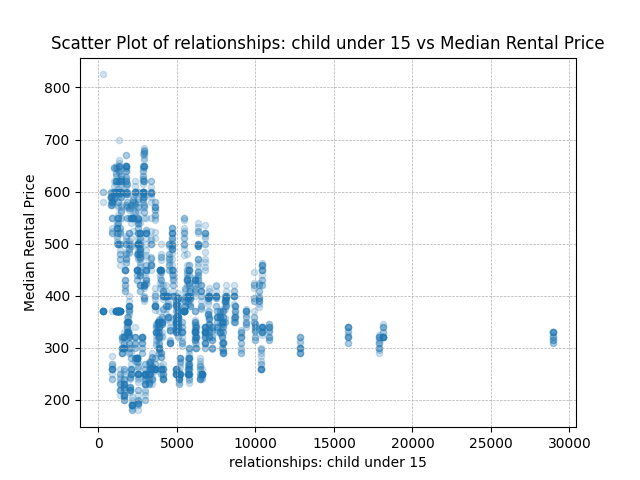 Scatter Plot of relationships: child under 15 vs Median Rental Price
800
700
600
500
400
300
200
Median Rental Price
0 5000 10000 15000 20000 25000 30000
relationships: child under 15